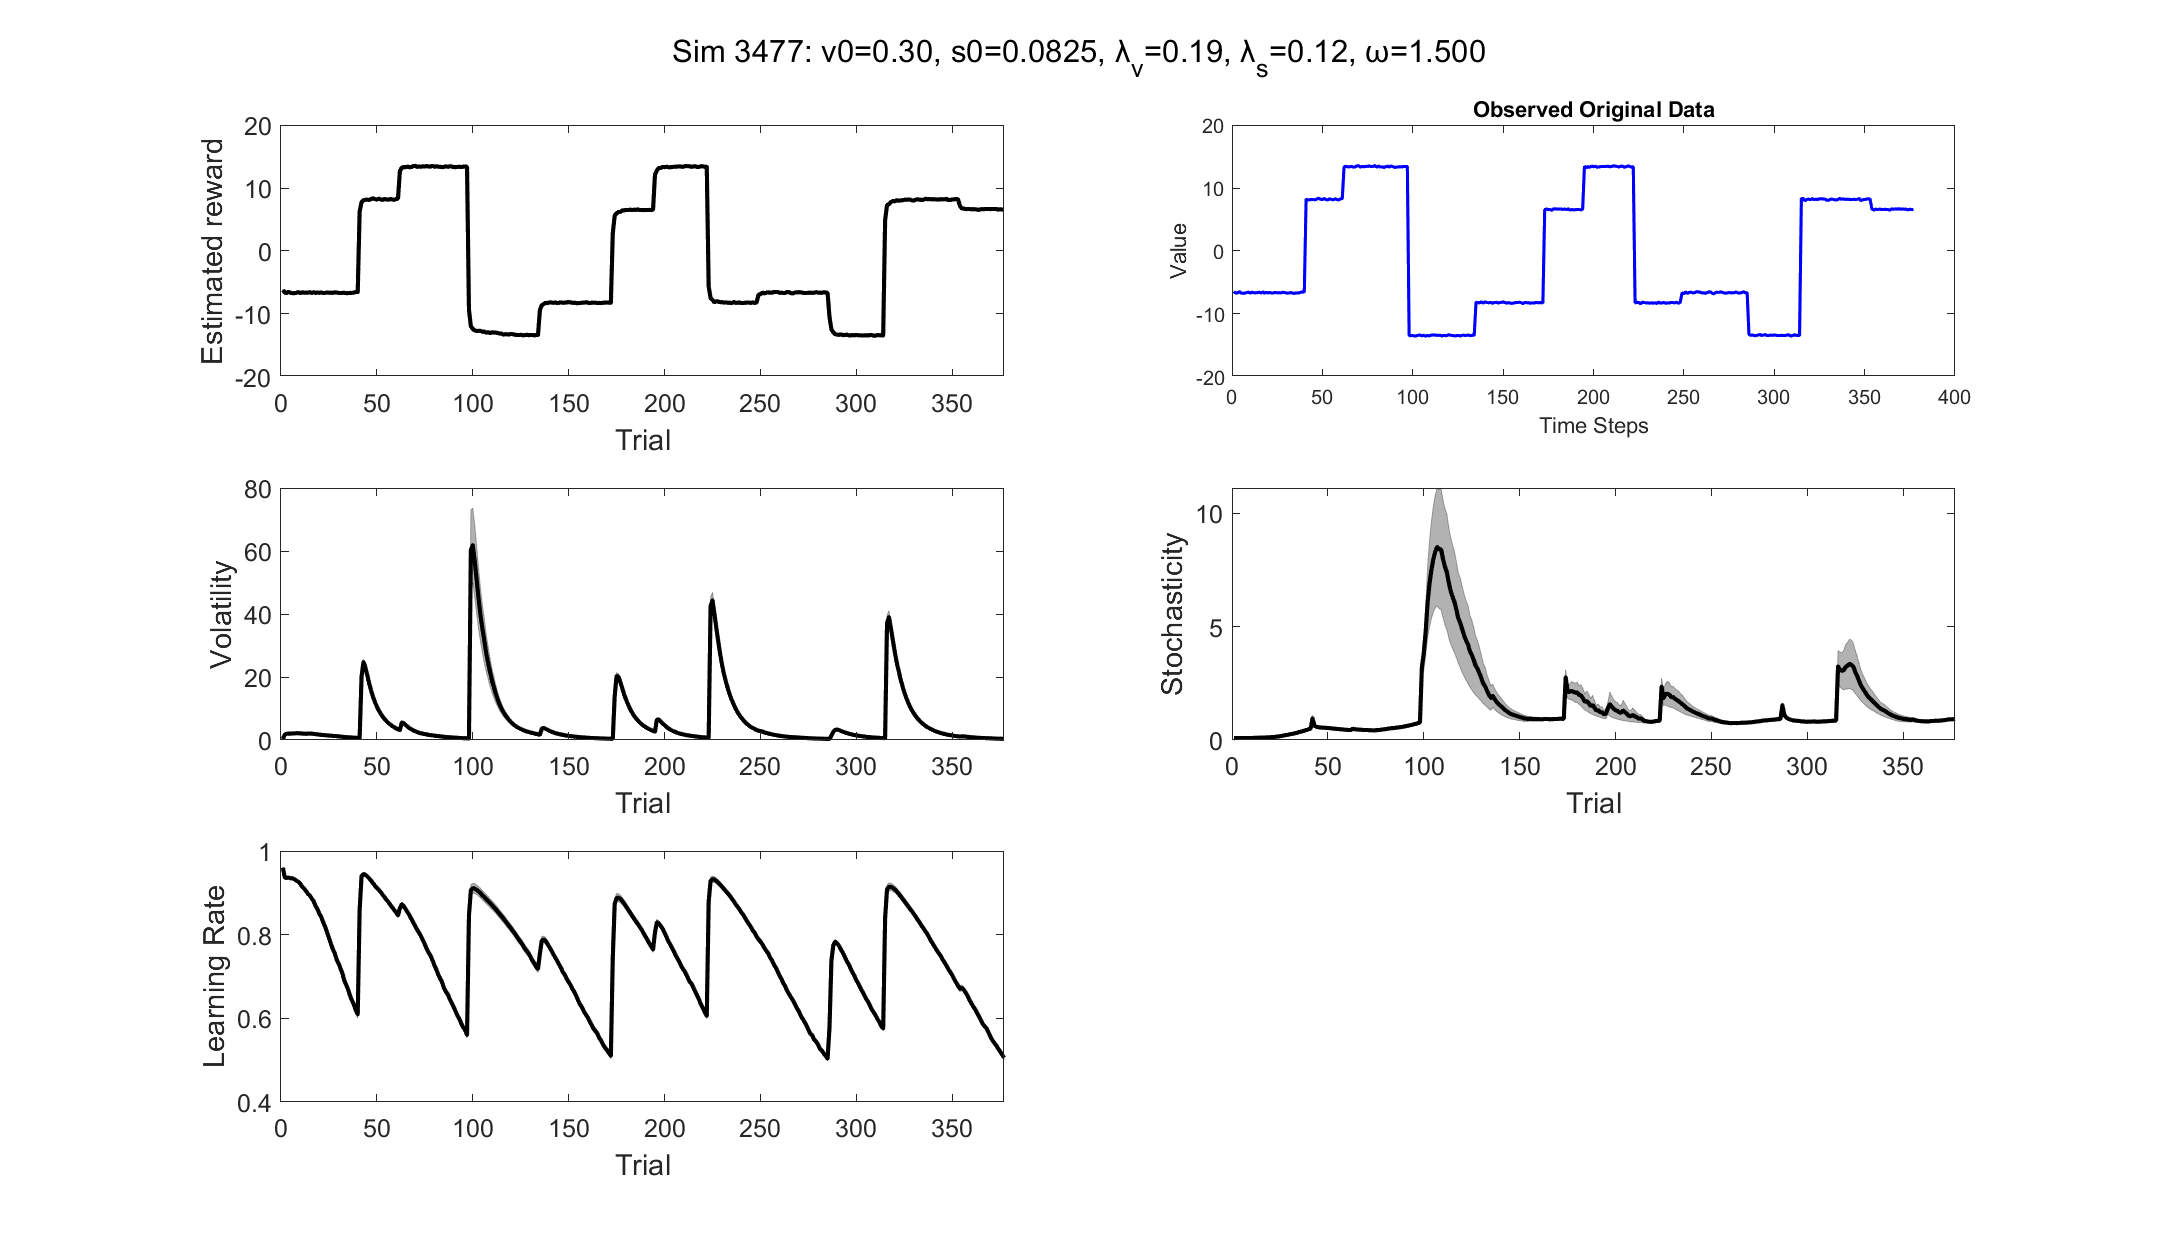 Sim 3477: v0=0.30, s0=0.0825, λv=0.19, λs=0.12, ω=1.500
Estimated reward
20
10
0
-10
-20
0 50 100 150 200 250 300 350
Trial
Observed Original Data
Value
20
10
0
-10
-20
0 50 100 150 200 250 300 350 400
Time Steps
Volatility
80
60
40
20
0
0 50 100 150 200 250 300 350
Trial
Stochasticity
10
5
0
0 50 100 150 200 250 300 350
Trial
Learning Rate
1
0.8
0.6
0.4
0 50 100 150 200 250 300 350
Trial